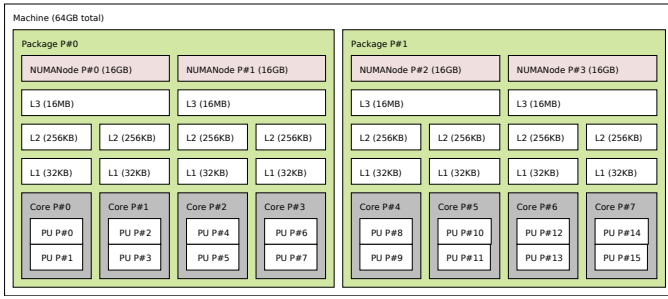 Machine (64GB total)
Package P#0
Package P#1
NUMANode P#0 (16GB)
NUMANode P#1 (16GB)
NUMANode P#2 (16GB)
NUMANode P#3 (16GB)
L3 (16MB)
L3 (16MB)
L3 (16MB)
L3 (16MB)
L2 (256KB)
L2 (256KB)
L2 (256KB)
L2 (256KB)
L2 (256KB)
L2 (256KB)
L2 (256KB)
L2 (256KB)
L1 (32KB)
L1 (32KB)
L1 (32KB)
L1 (32KB)
L1 (32KB)
L1 (32KB)
L1 (32KB)
L1 (32KB)
Core P#0
Core P#1
Core P#2
Core P#3
Core P#4
Core P#5
Core P#6
Core P#7
PU P#0
PU P#2
PU P#4
PU P#6
PU P#8
PU P#10
PU P#12
PU P#14
PU P#1
PU P#3
PU P#5
PU P#7
PU P#9
PU P#11
PU P#13
PU P#15